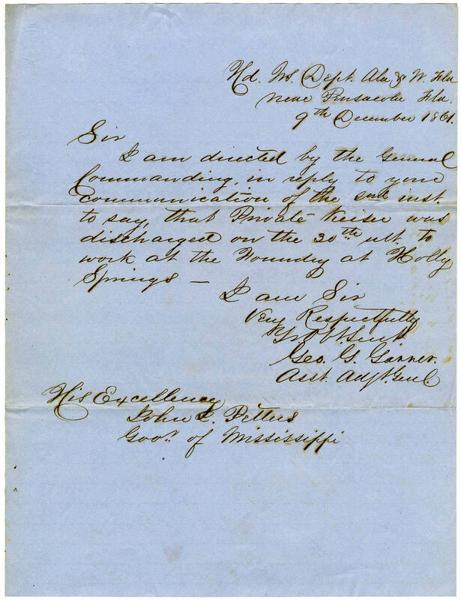 Hd. Qrs. Dept. Ala & W. Fla
near Pensacola Fla.
9th December 1861.
Sir
I am directed by the General
Commanding, in reply to your
communication of the inst.
to say, that Private Keise was
discharged on the 20th ult. to
work at the Foundry at Holly
Springs —
I am Sir
Very Respectfully
Yr Obt. Servt
Geo. G. Garner.
Asst. Adjt. Genl
His Excellency
John J. Pettus
Govr. of Mississippi